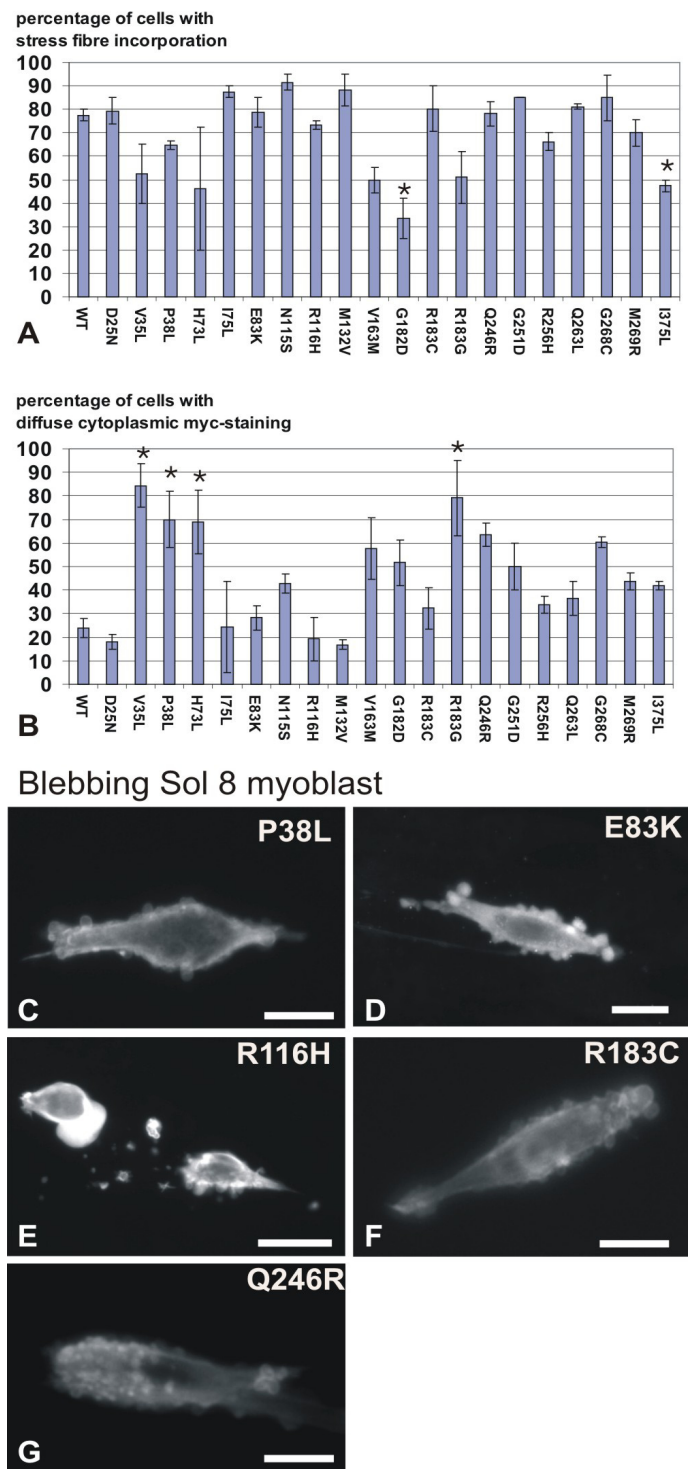 percentage of cells with
stress fibre incorporation
100
90
80
70
60
50
40
30
20
10
0
* *
WT D25N V35L P38L H73L I75L E83K N115S R116H M132V V163M G182D R183C R183G Q246R G251D R256H Q263L G268C M269R I375L
A
percentage of cells with
diffuse cytoplasmic myc-staining
100
90
80
70
60
50
40
30
20
10
0
* * * *
WT D25N V35L P38L H73L I75L E83K N115S R116H M132V V163M G182D R183C R183G Q246R G251D R256H Q263L G268C M269R I375L
B
Blebbing Sol 8 myoblast
P38L
C
E83K
D
R116H
E
R183C
F
Q246R
G